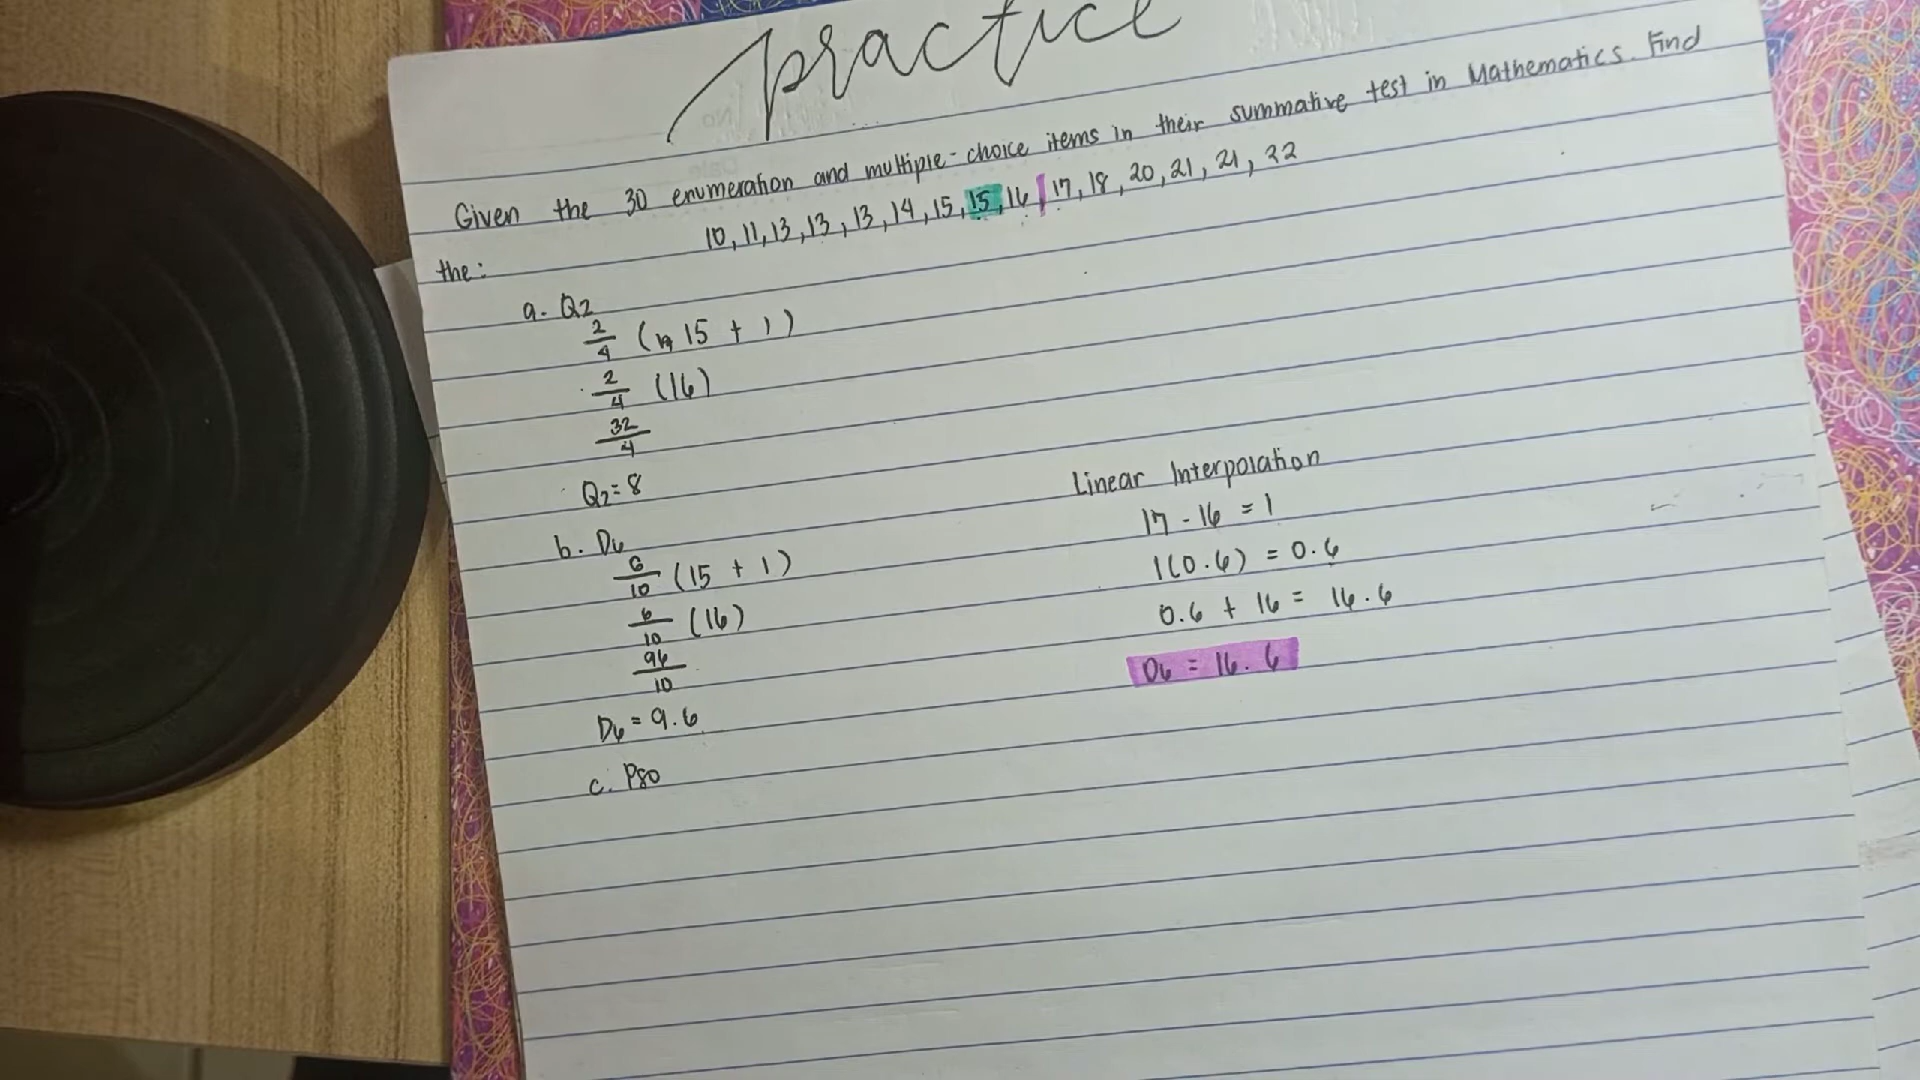 practice
Given the 30 enumeration and multiple-choice items in their summative test in Mathematics. Find
10, 11, 13, 13, 13, 14, 15, 15, 16, 17, 18, 20, 21, 21, 22
the:
a. Q2
2/4 (15 + 1)
2/4 (16)
32/4
Q2 = 8
b. D6
6/10 (15 + 1)
6/10 (16)
96/10
D6 = 9.6
c. P80
Linear Interpolation
17 - 16 = 1
1(0.6) = 0.6
0.6 + 16 = 16.6
D6 = 16.6